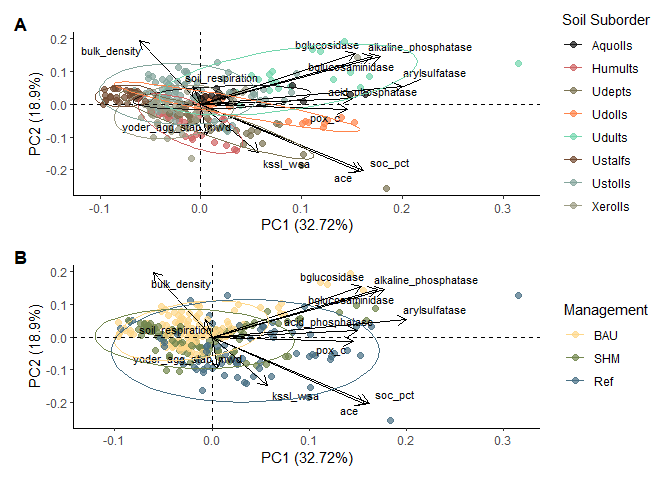 A
Soil Suborder
Aquolls
Humults
Udepts
Udolls
Udults
Ustalfs
Ustolls
Xerolls
PC2 (18.9%)
0.2
0.1
0.0
-0.1
-0.2
bulk_density
bglucosidase
alkaline_phosphatase
bglucosaminidase
arylsulfatase
soil_respiration
acid_phosphatase
pox_c
yoder_agg_stab_mwd
kssl_wsa
soc_pct
ace
-0.1
0.0
0.1
0.2
0.3
PC1 (32.72%)
B
Management
BAU
SHM
Ref
PC2 (18.9%)
0.2
0.1
0.0
-0.1
-0.2
bulk_density
bglucosidase
alkaline_phosphatase
bglucosaminidase
arylsulfatase
soil_respiration
acid_phosphatase
pox_c
yoder_agg_stab_mwd
kssl_wsa
soc_pct
ace
-0.1
0.0
0.1
0.2
0.3
PC1 (32.72%)